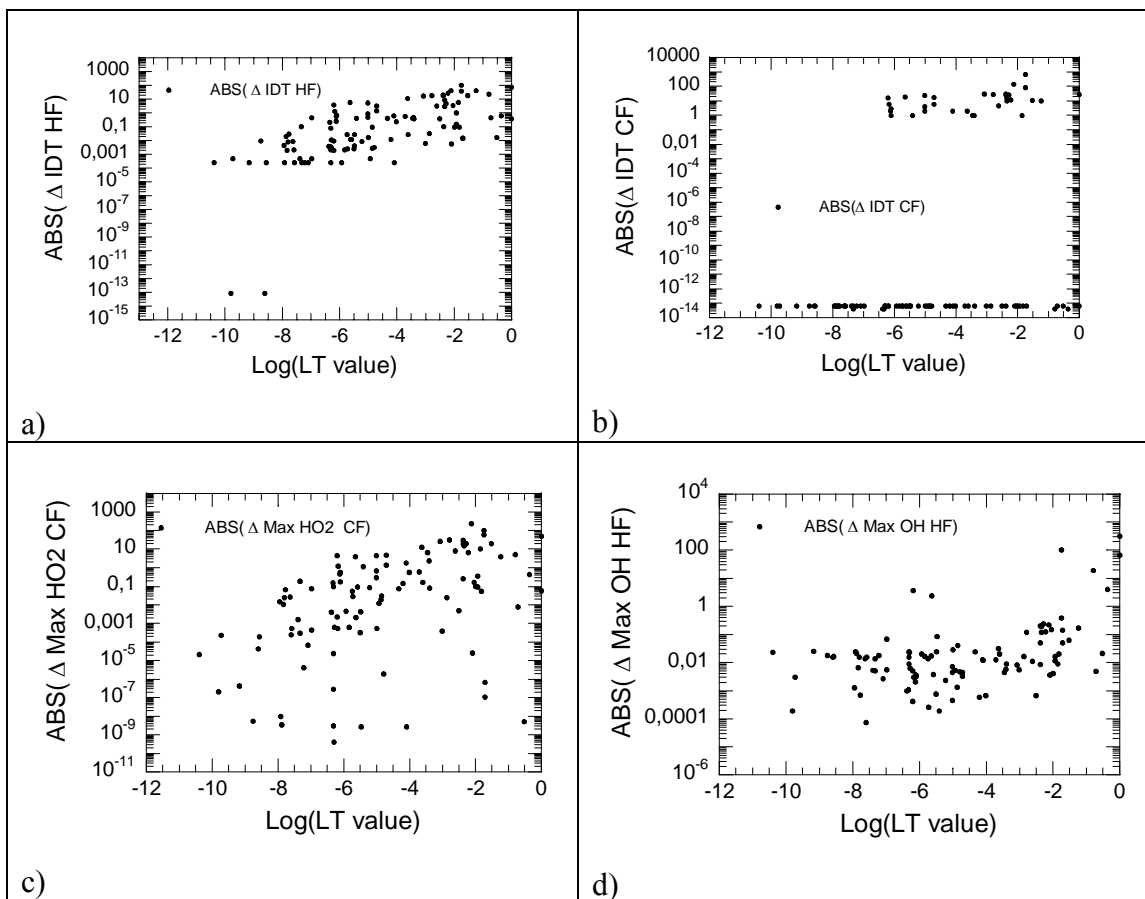 1000
10
0,1
0,001
10-5
10-7
10-9
10-11
10-13
10-15
ABS(Δ IDT HF)
ABS( Δ IDT HF)
-12 -10 -8 -6 -4 -2 0
Log(LT value)
a)
10000
100
1
0,01
10-4
10-6
10-8
10-10
10-12
10-14
ABS(Δ IDT CF)
ABS(Δ IDT CF)
-12 -10 -8 -6 -4 -2 0
Log(LT value)
b)
1000
10
0,1
0,001
10-5
10-7
10-9
10-11
ABS( Δ Max HO2 CF)
ABS( Δ Max HO2 CF)
-12 -10 -8 -6 -4 -2 0
Log(LT value)
c)
104
100
1
0,01
0,0001
10-6
ABS( Δ Max OH HF)
ABS( Δ Max OH HF)
-12 -10 -8 -6 -4 -2 0
Log(LT value)
d)